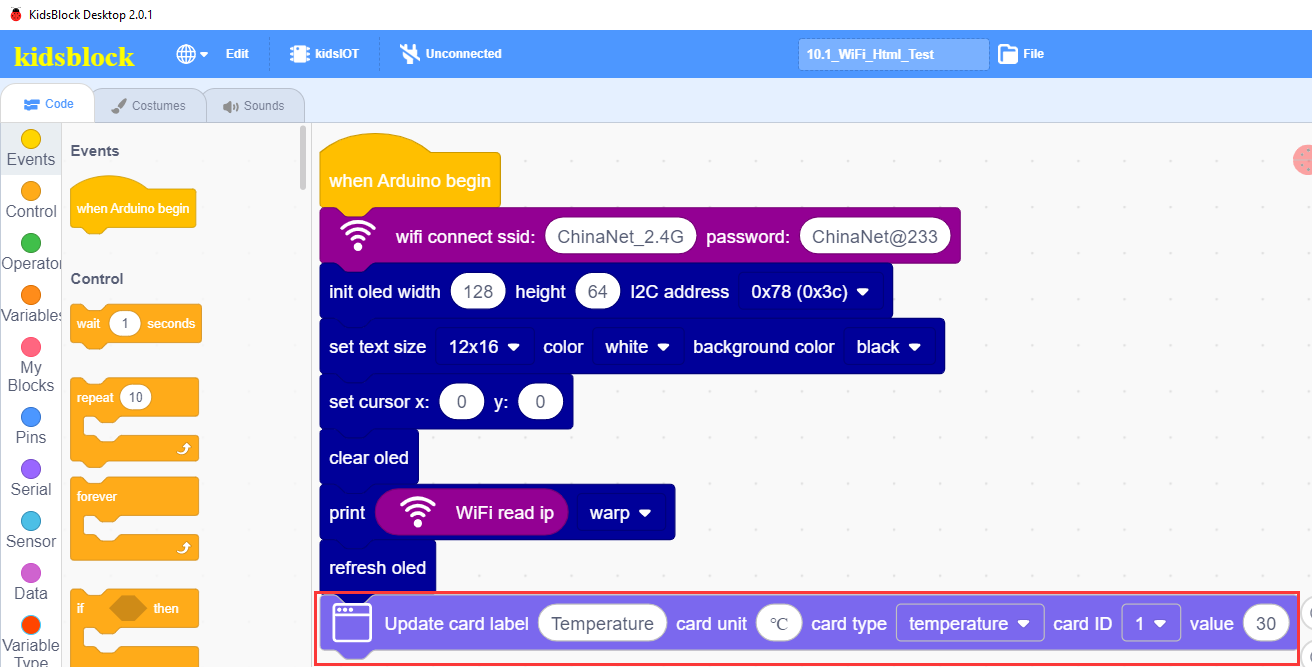 KidsBlock Desktop 2.0.1
kidsblock Edit kidsIOT Unconnected 10.1_WiFi_Html_Test File
Code Costumes Sounds
Events
Control
Operator
Variables
My
Blocks
Pins
Serial
Sensor
Data
Variable
Type
Events
when Arduino begin
Control
wait 1 seconds
repeat 10
forever
if then
when Arduino begin
wifi connect ssid: ChinaNet_2.4G password: ChinaNet@233
init oled width 128 height 64 I2C address 0x78 (0x3c)
set text size 12x16 color white background color black
set cursor x: 0 y: 0
clear oled
print WiFi read ip warp
refresh oled
Update card label Temperature card unit °C card type temperature card ID 1 value 30